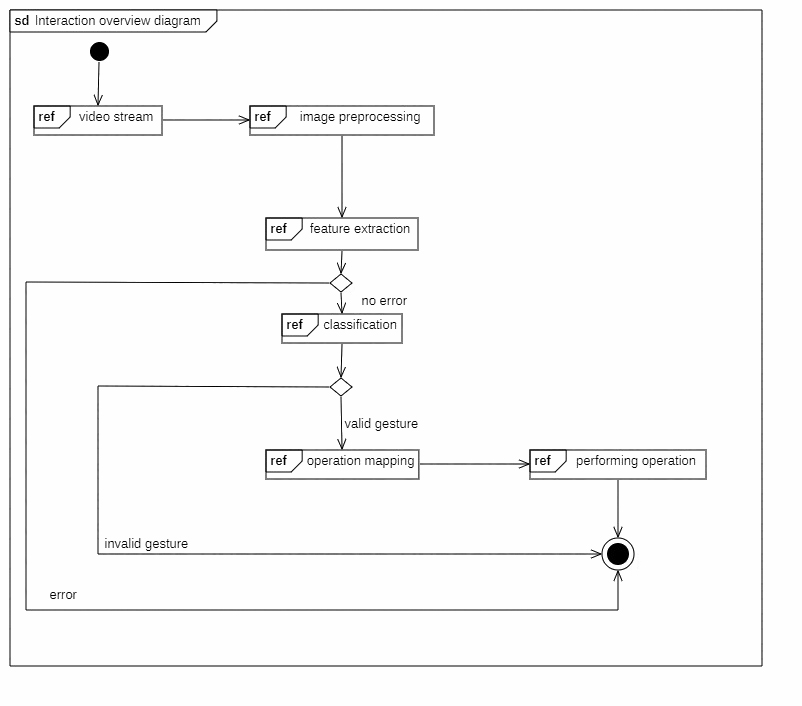 sd Interaction overview diagram
ref video stream
ref image preprocessing
ref feature extraction
no error
ref classification
valid gesture
ref operation mapping
ref performing operation
invalid gesture
error